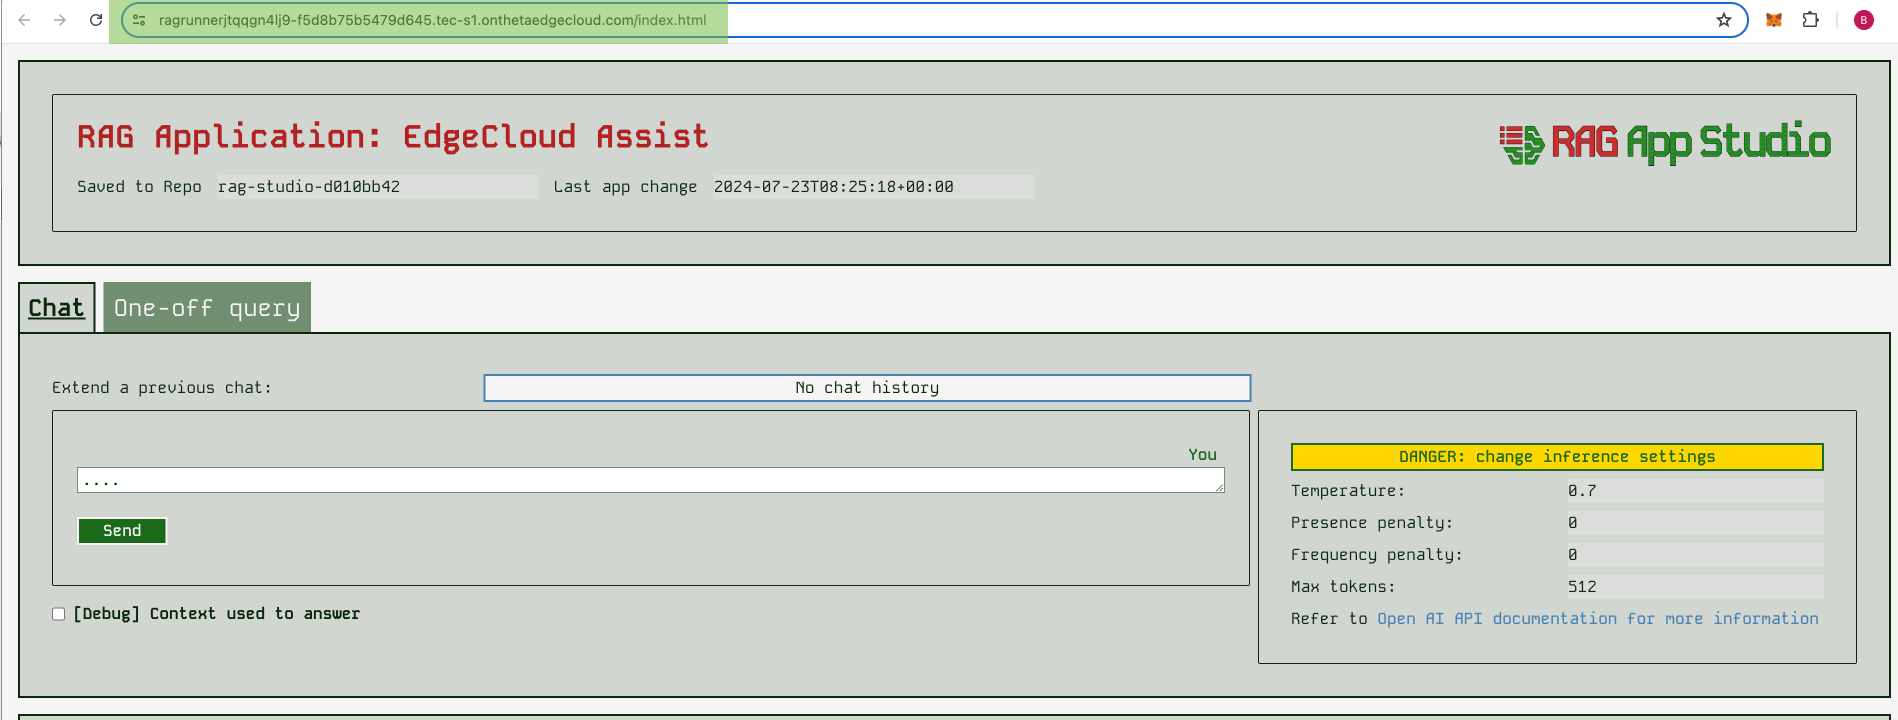 ragrunnerjtqqgn4lj9-f5d8b75b5479d645.tec-s1.onthetaedgecloud.com/index.html
B
RAG Application: EdgeCloud Assist
RAG App Studio
Saved to Repo rag-studio-d010bb42 Last app change 2024-07-23T08:25:18+00:00
Chat One-off query
Extend a previous chat: No chat history
You
....
Send
[Debug] Context used to answer
DANGER: change inference settings
Temperature: 0.7
Presence penalty: 0
Frequency penalty: 0
Max tokens: 512
Refer to Open AI API documentation for more information